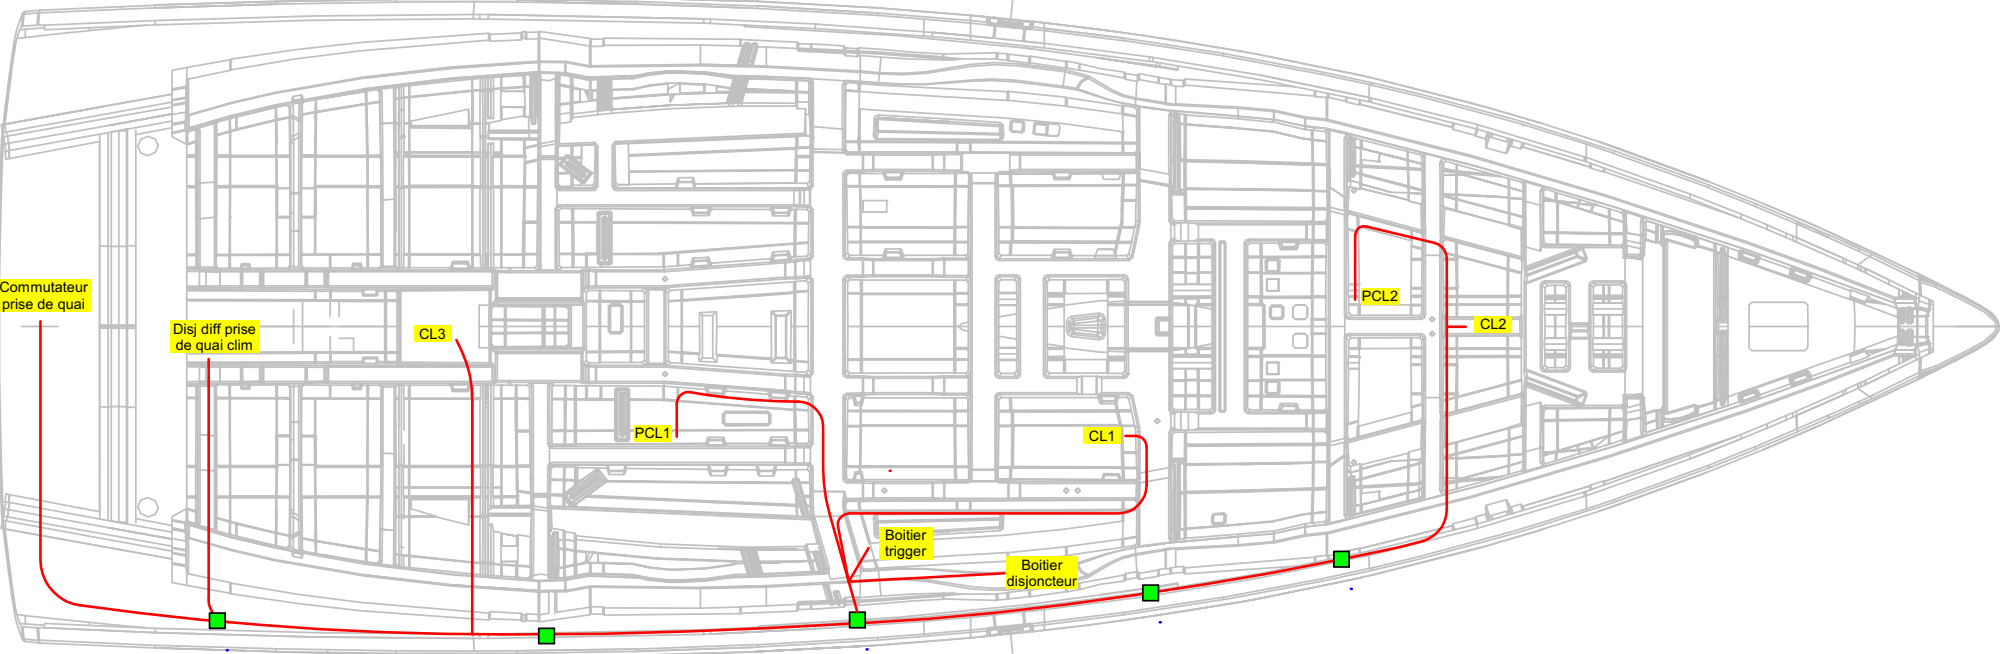 Commutateur
prise de quai
Disj diff prise
de quai clim
CL3
PCL1
CL1
Boitier
trigger
Boitier
disjoncteur
PCL2
CL2